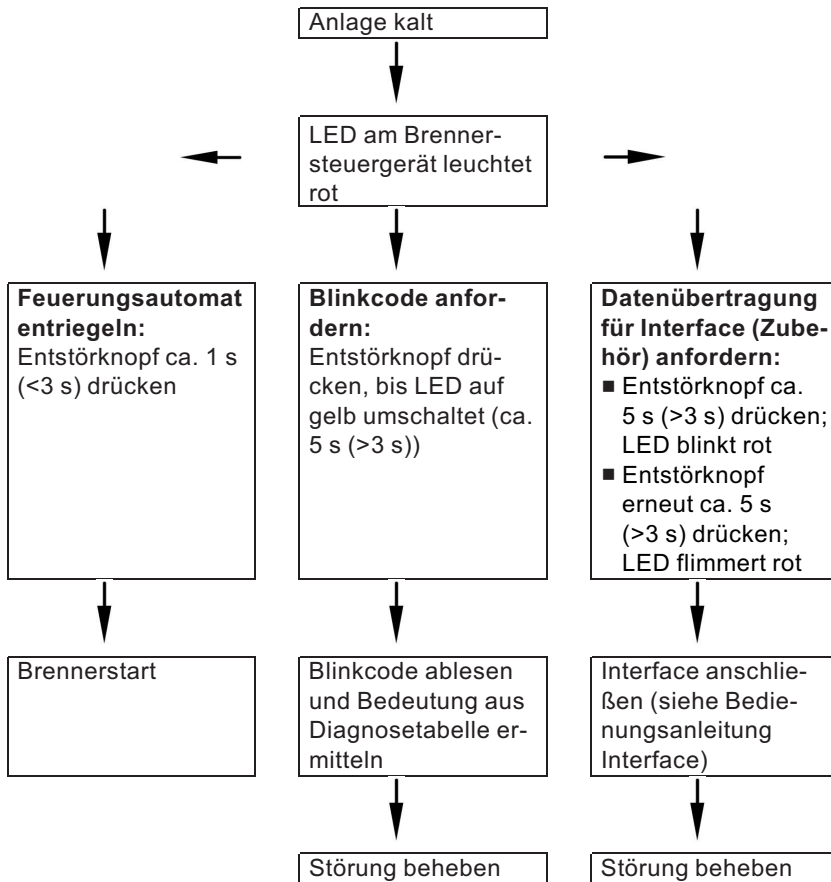 Anlage kalt
LED am Brenner-
steuergerät leuchtet
rot
Feuerungsautomat
entriegeln:
Entstörknopf ca. 1 s
(<3 s) drücken
Blinkcode anfor-
dern:
Entstörknopf drü-
cken, bis LED auf
gelb umschaltet (ca.
5 s (>3 s))
Datenübertragung
für Interface (Zube-
hör) anfordern:
■ Entstörknopf ca.
5 s (>3 s) drücken;
LED blinkt rot
■ Entstörknopf
erneut ca. 5 s
(>3 s) drücken;
LED flimmert rot
Brennerstart
Blinkcode ablesen
und Bedeutung aus
Diagnosetabelle er-
mitteln
Interface anschlie-
ßen (siehe Bedie-
nungsanleitung
Interface)
Störung beheben
Störung beheben